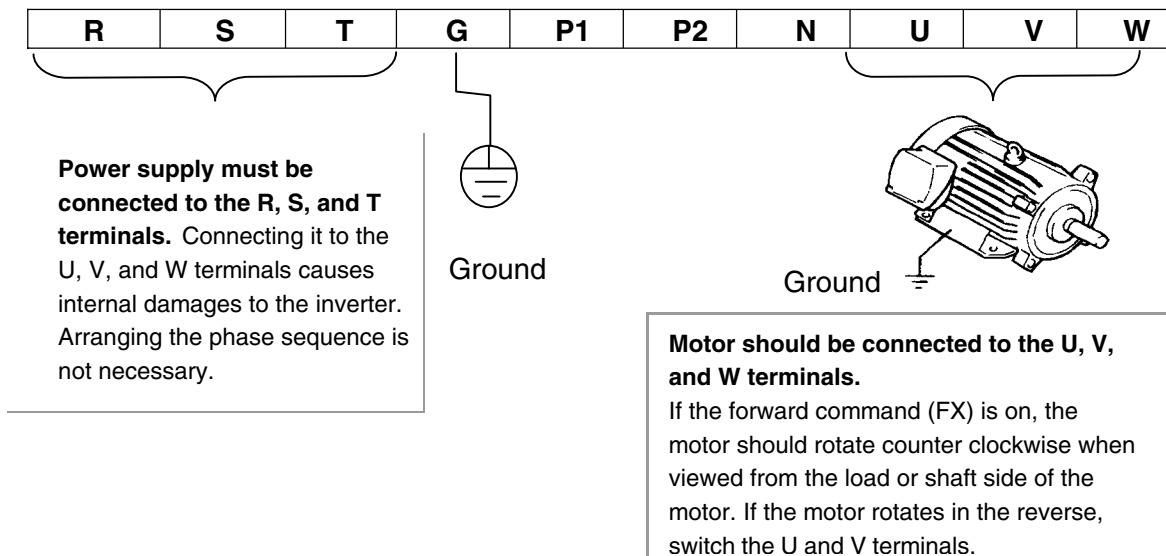 R S T G P1 P2 N U V W
Power supply must be
connected to the R, S, and T
terminals. Connecting it to the
U, V, and W terminals causes
internal damages to the inverter.
Arranging the phase sequence is
not necessary.
Ground
Ground
Motor should be connected to the U, V,
and W terminals.
If the forward command (FX) is on, the
motor should rotate counter clockwise when
viewed from the load or shaft side of the
motor. If the motor rotates in the reverse,
switch the U and V terminals.